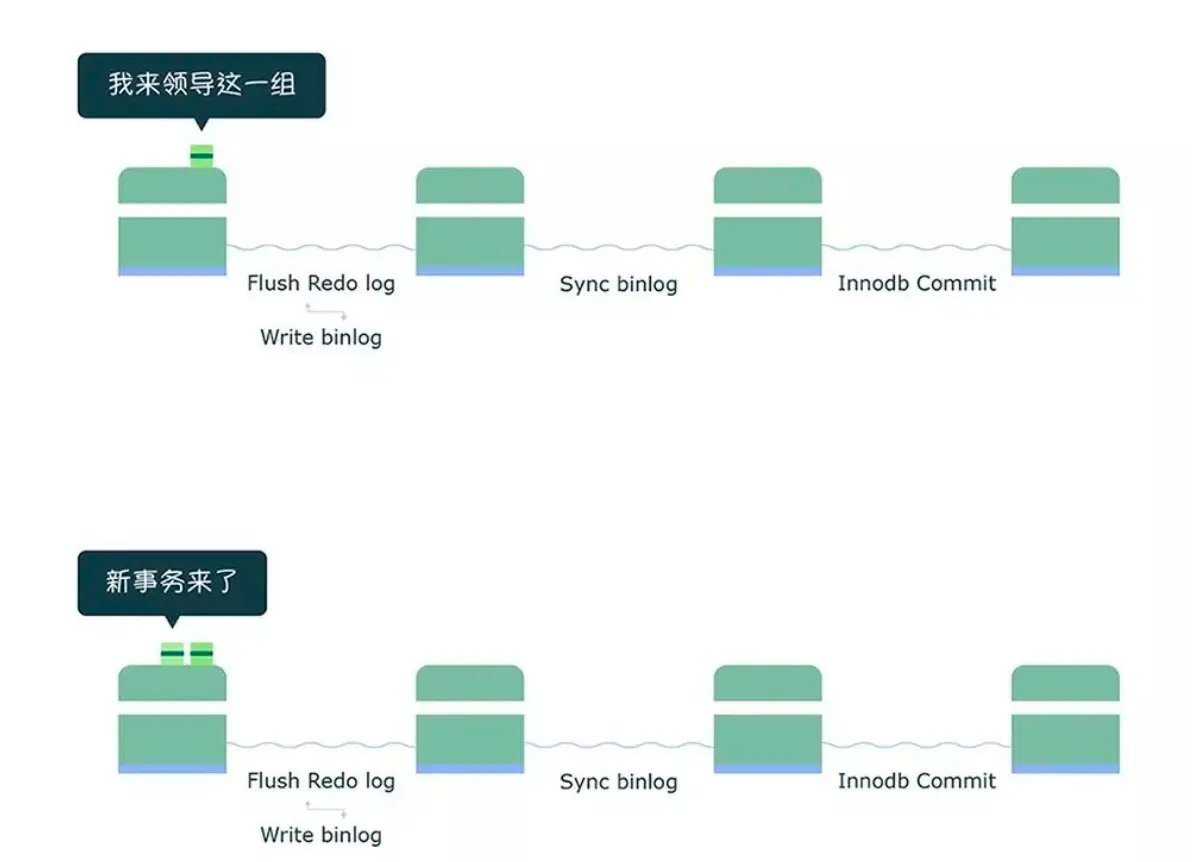 我来领导这一组
Flush Redo log
Sync binlog
Innodb Commit
Write binlog
新事务来了
Flush Redo log
Sync binlog
Innodb Commit
Write binlog